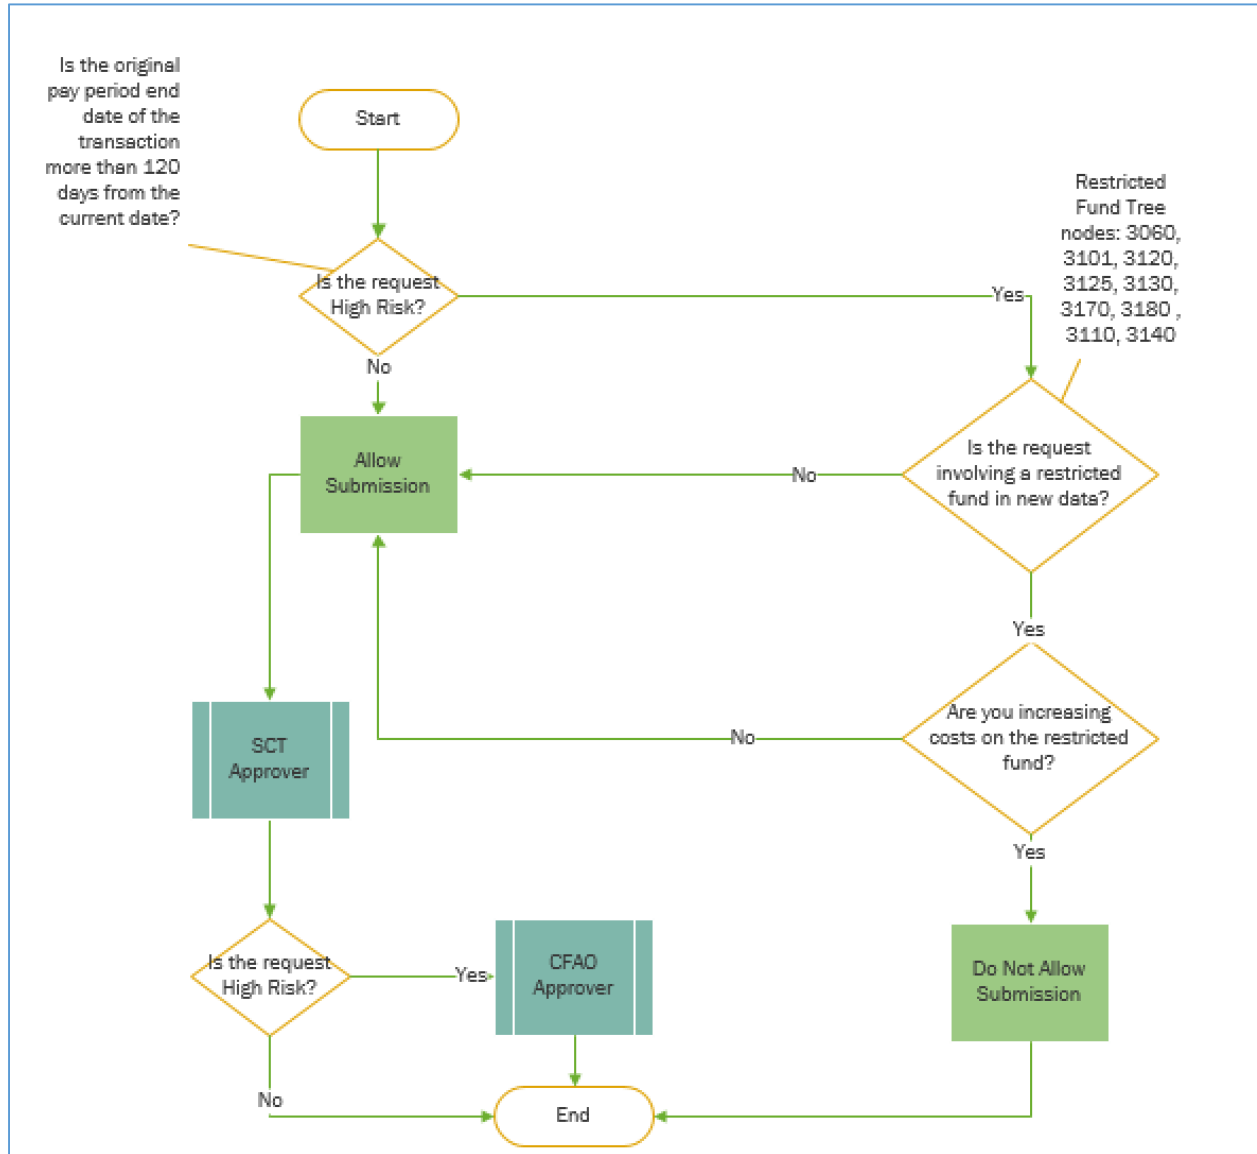 Is the original
pay period end
date of the
transaction
more than 120
days from the
current date?
Start
Restricted
Fund Tree
nodes: 3060,
3101, 3120,
3125, 3130,
3170, 3180 ,
3110, 3140
Is the request
High Risk?
Yes
No
Allow
Submission
No
Is the request
involving a restricted
fund in new data?
Yes
SCT
Approver
No
Are you increasing
costs on the restricted
fund?
Yes
Is the request
High Risk?
Yes
CFAO
Approver
Do Not Allow
Submission
No
End